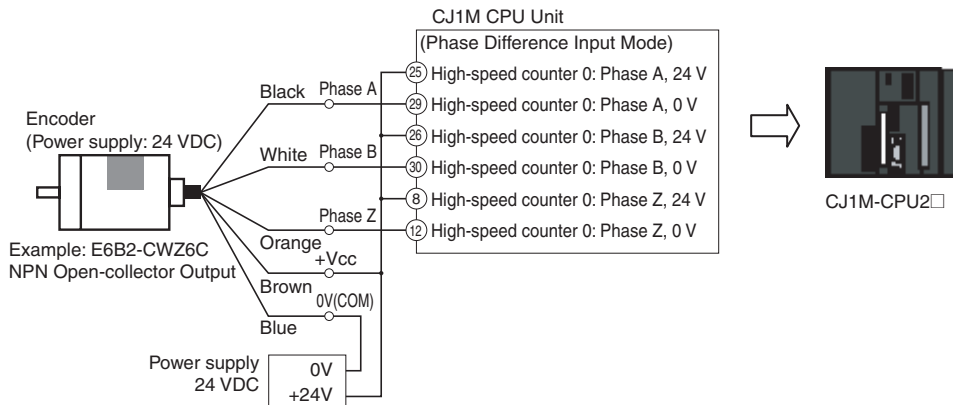 CJ1M CPU Unit
(Phase Difference Input Mode)
25 High-speed counter 0: Phase A, 24 V
Black Phase A
29 High-speed counter 0: Phase A, 0 V
Encoder
(Power supply: 24 VDC)
26 High-speed counter 0: Phase B, 24 V
White Phase B
30 High-speed counter 0: Phase B, 0 V
8 High-speed counter 0: Phase Z, 24 V
CJ1M-CPU2□
Phase Z
12 High-speed counter 0: Phase Z, 0 V
Orange
Example: E6B2-CWZ6C
NPN Open-collector Output
+Vcc
Brown
0V(COM)
Blue
Power supply
24 VDC
0V
+24V